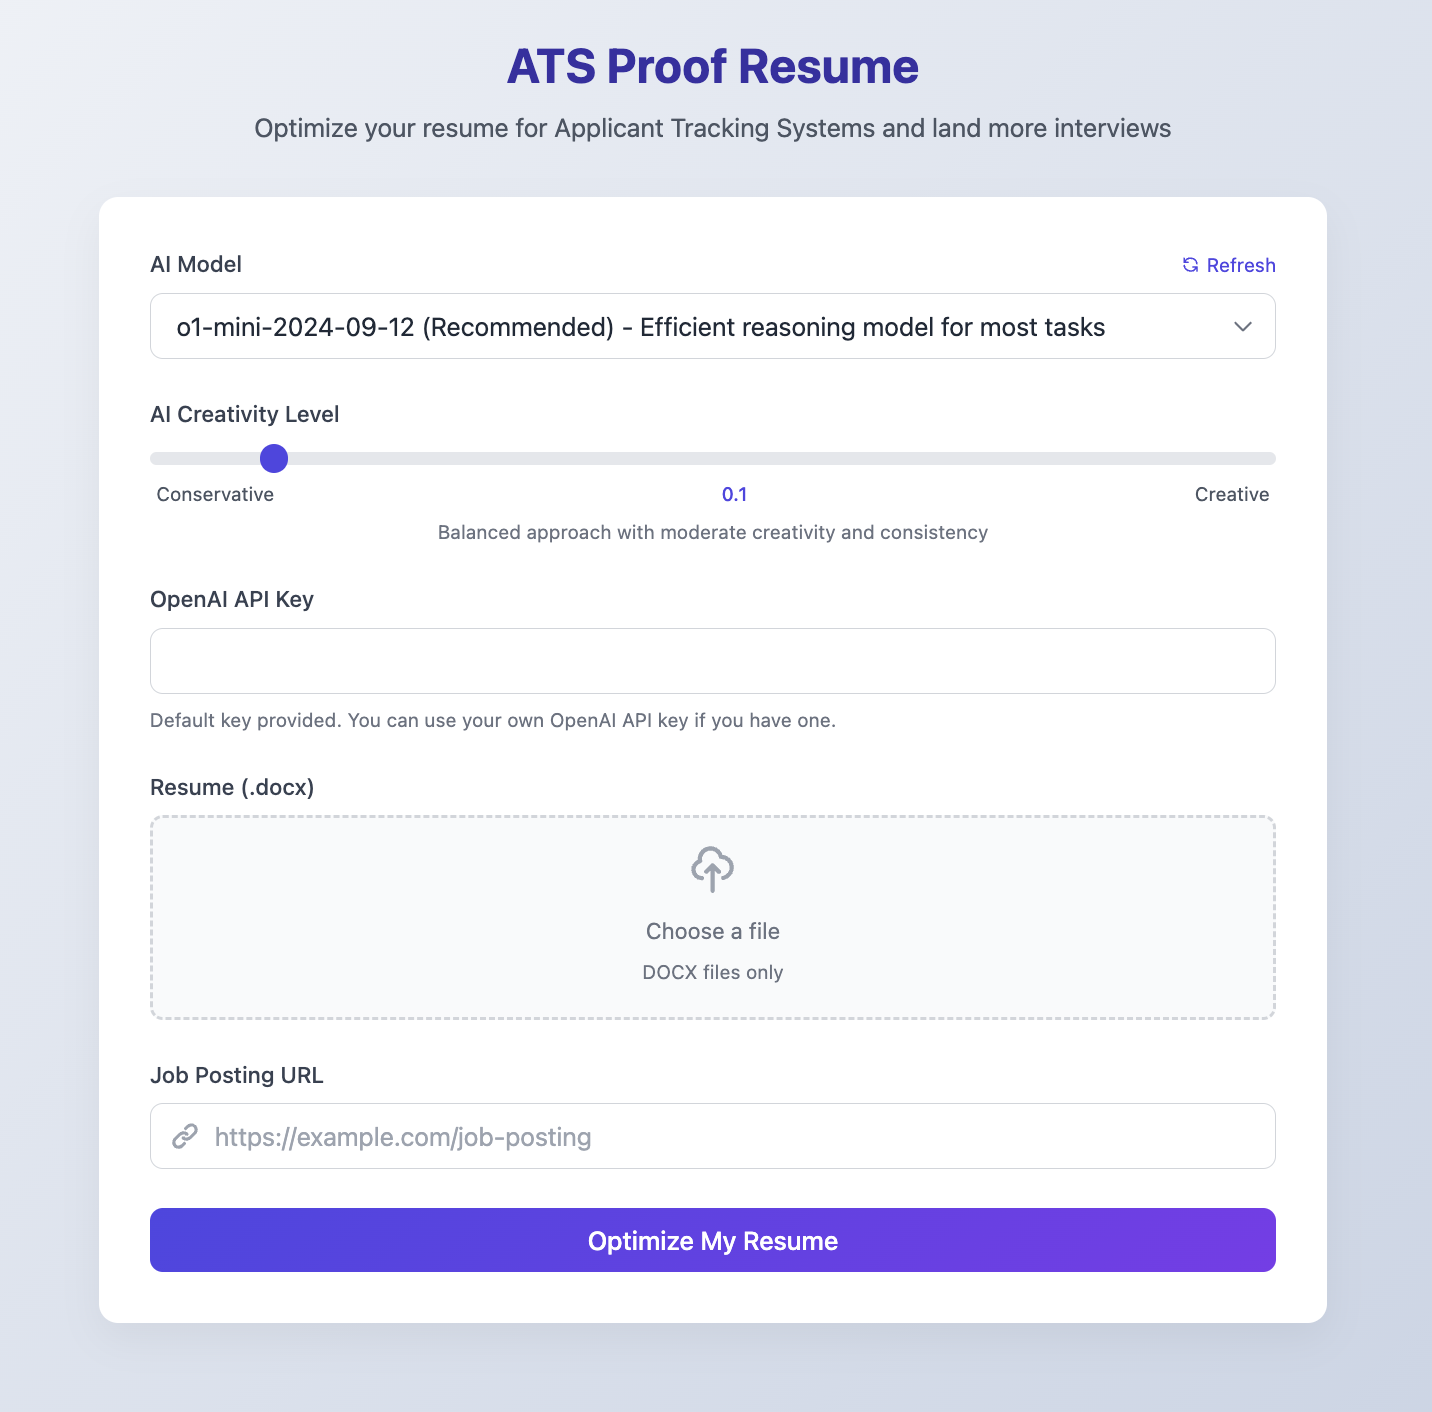 ATS Proof Resume
Optimize your resume for Applicant Tracking Systems and land more interviews
AI Model
Refresh
o1-mini-2024-09-12 (Recommended) - Efficient reasoning model for most tasks
AI Creativity Level
Conservative 0.1 Creative
Balanced approach with moderate creativity and consistency
OpenAI API Key
Default key provided. You can use your own OpenAI API key if you have one.
Resume (.docx)
Choose a file
DOCX files only
Job Posting URL
https://example.com/job-posting
Optimize My Resume